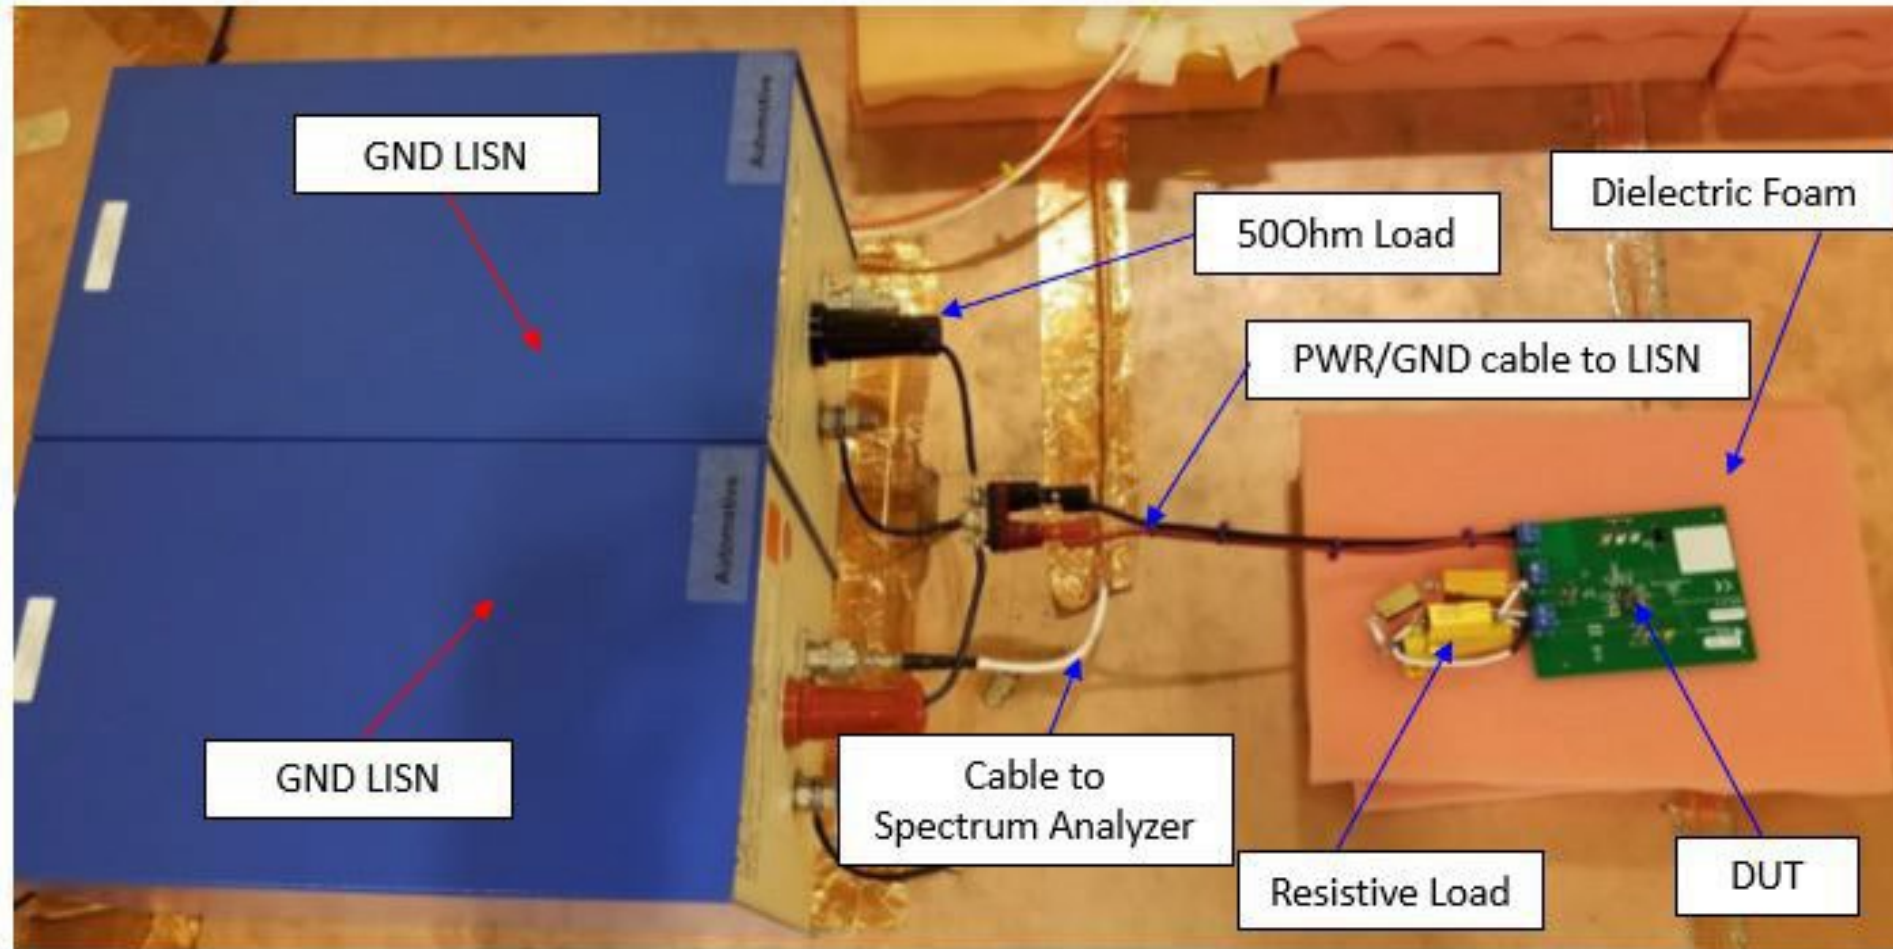 Automotive
GND LISN
Dielectric Foam
50Ohm Load
PWR/GND cable to LISN
Automotive
GND LISN
Cable to
Spectrum Analyzer
Resistive Load
DUT